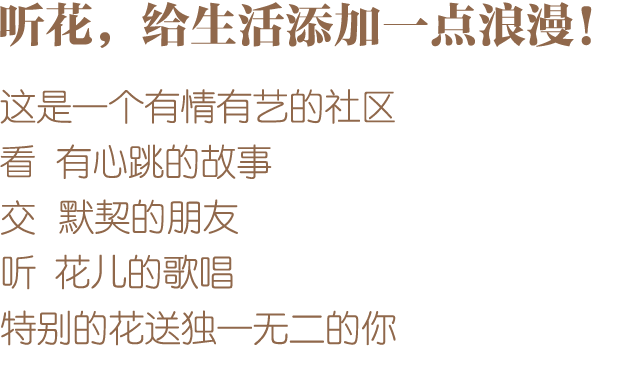 听花，给生活添加一点浪漫！
这是一个有情有艺的社区
看 有心跳的故事
交 默契的朋友
听 花儿的歌唱
特别的花送独一无二的你